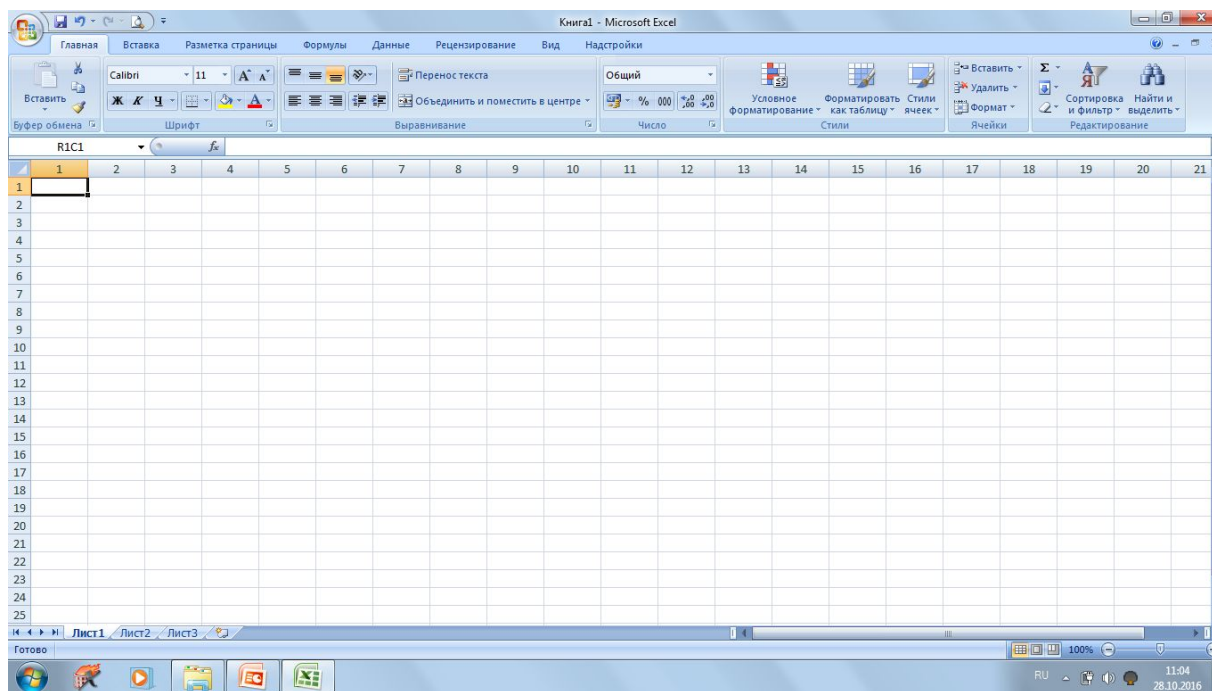 Книга1 - Microsoft Excel
Главная Вставка Разметка страницы Формулы Данные Рецензирование Вид Надстройки
Вставить
Буфер обмена
Calibri 11
Ж К Ч
Шрифт
Перенос текста
Объединить и поместить в центре
Выравнивание
Общий
% 000 ,00 ,0
Число
Условное форматирование
Форматировать как таблицу
Стили ячеек
Стили
Вставить
Удалить
Формат
Ячейки
Σ
Сортировка и фильтр
Найти и выделить
Редактирование
R1C1 fx
1 2 3 4 5 6 7 8 9 10 11 12 13 14 15 16 17 18 19 20 21
1
2
3
4
5
6
7
8
9
10
11
12
13
14
15
16
17
18
19
20
21
22
23
24
25
Лист1 Лист2 Лист3
Готово 100%
RU 11:04
28.10.2016